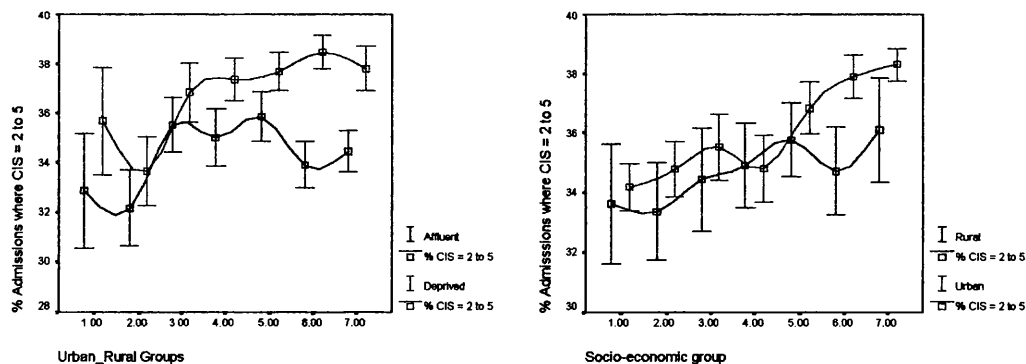 % Admissions where CIS = 2 to 5
40
38
36
34
32
30
28
1.00 2.00 3.00 4.00 5.00 6.00 7.00
Urban_Rural Groups
Affluent
% CIS = 2 to 5
Deprived
% CIS = 2 to 5
% Admisssions where CIS = 2 to 5
40
38
36
34
32
30
1.00 2.00 3.00 4.00 5.00 6.00 7.00
Socio-economic group
Rural
% CIS = 2 to 5
Urban
% CIS = 2 to 5